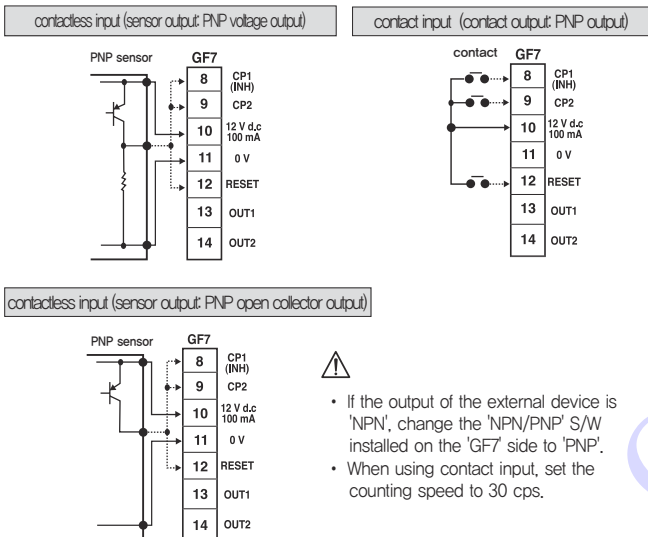 contactless input (sensor output: PNP voltage output)
PNP sensor
GF7
8 CP1 (INH)
9 CP2
10 12 V d.c 100 mA
11 0 V
12 RESET
13 OUT1
14 OUT2
contact input (contact output: PNP output)
contact
GF7
8 CP1 (INH)
9 CP2
10 12 V d.c 100 mA
11 0 V
12 RESET
13 OUT1
14 OUT2
contactless input (sensor output: PNP open collector output)
PNP sensor
GF7
8 CP1 (INH)
9 CP2
10 12 V d.c 100 mA
11 0 V
12 RESET
13 OUT1
14 OUT2
• If the output of the external device is
'NPN', change the 'NPN/PNP' S/W
installed on the 'GF7' side to 'PNP'.
• When using contact input, set the
counting speed to 30 cps.